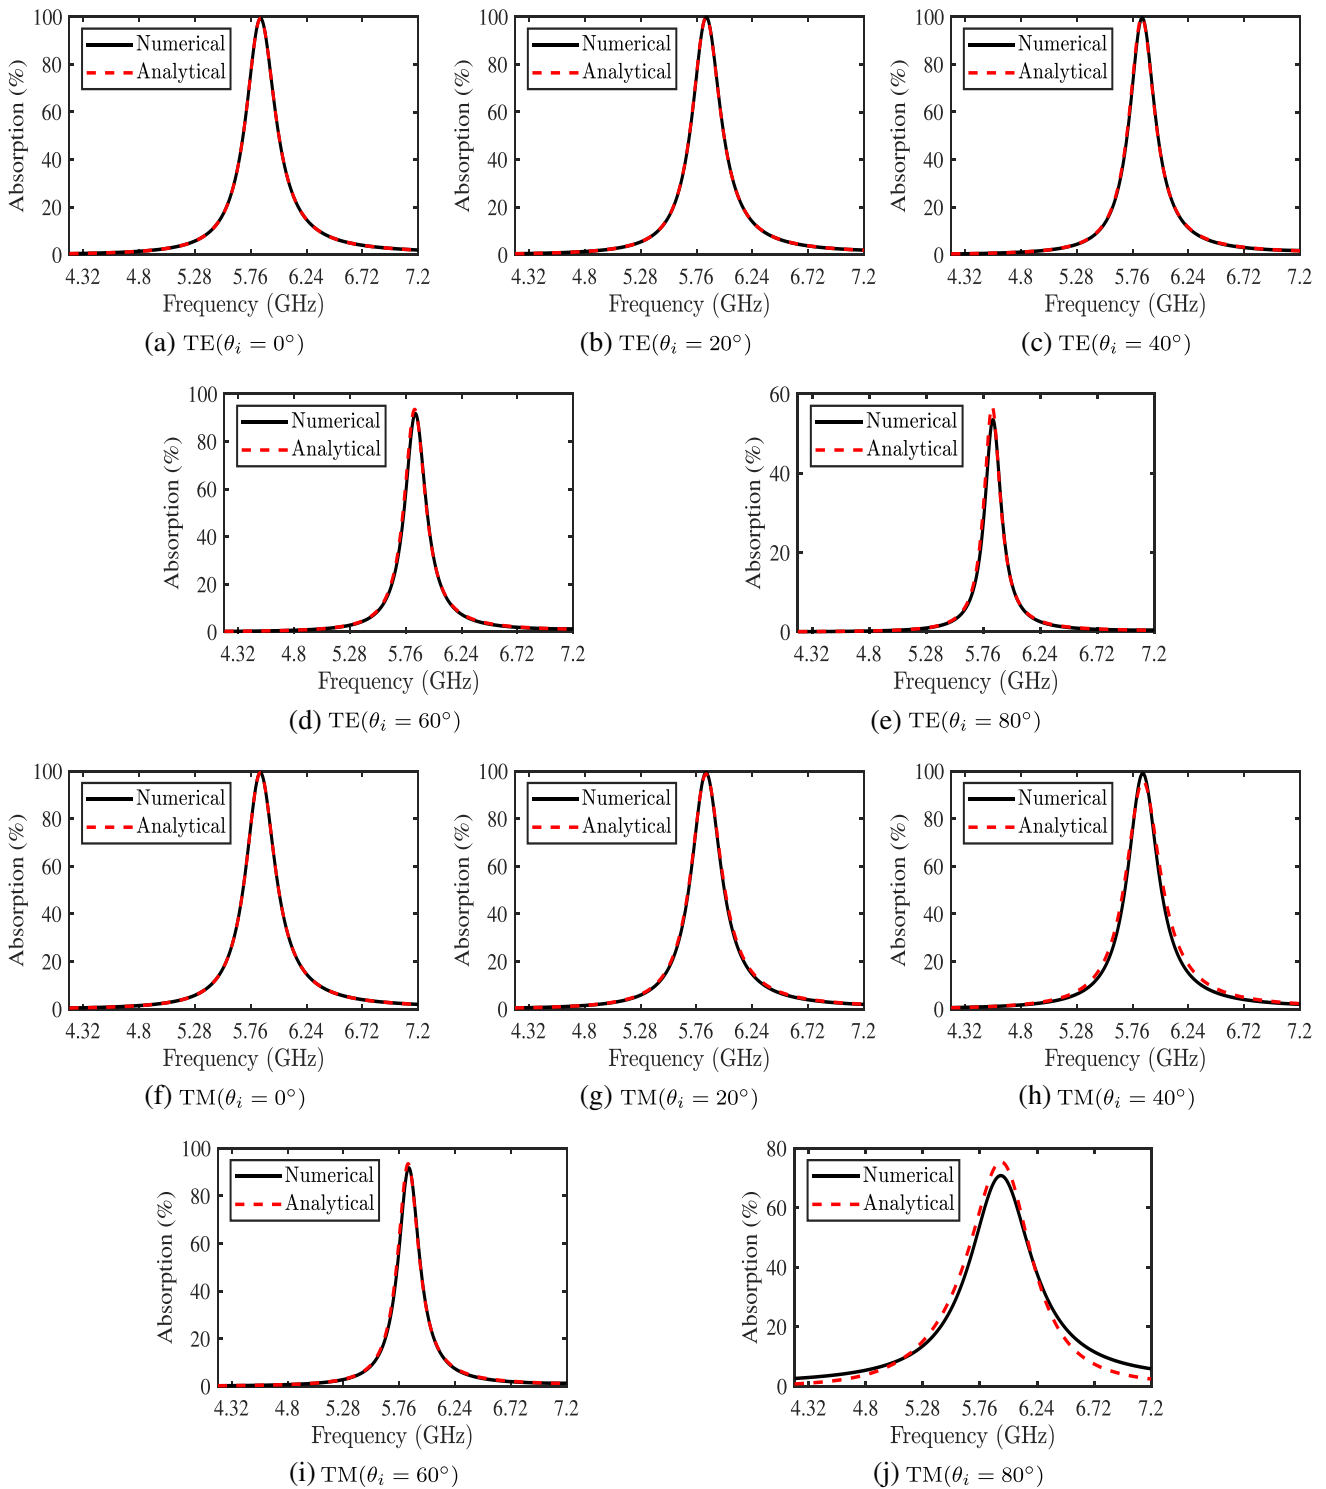 100
80
60
40
20
0
Absorption (%)
Numerical
Analytical
4.32 4.8 5.28 5.76 6.24 6.72 7.2
Frequency (GHz)
(a) TE(θi = 0°)
100
80
60
40
20
0
Absorption (%)
Numerical
Analytical
4.32 4.8 5.28 5.76 6.24 6.72 7.2
Frequency (GHz)
(b) TE(θi = 20°)
100
80
60
40
20
0
Absorption (%)
Numerical
Analytical
4.32 4.8 5.28 5.76 6.24 6.72 7.2
Frequency (GHz)
(c) TE(θi = 40°)
100
80
60
40
20
0
Absorption (%)
Numerical
Analytical
4.32 4.8 5.28 5.76 6.24 6.72 7.2
Frequency (GHz)
(d) TE(θi = 60°)
60
40
20
0
Absorption (%)
Numerical
Analytical
4.32 4.8 5.28 5.76 6.24 6.72 7.2
Frequency (GHz)
(e) TE(θi = 80°)
100
80
60
40
20
0
Absorption (%)
Numerical
Analytical
4.32 4.8 5.28 5.76 6.24 6.72 7.2
Frequency (GHz)
(f) TM(θi = 0°)
100
80
60
40
20
0
Absorption (%)
Numerical
Analytical
4.32 4.8 5.28 5.76 6.24 6.72 7.2
Frequency (GHz)
(g) TM(θi = 20°)
100
80
60
40
20
0
Absorption (%)
Numerical
Analytical
4.32 4.8 5.28 5.76 6.24 6.72 7.2
Frequency (GHz)
(h) TM(θi = 40°)
100
80
60
40
20
0
Absorption (%)
Numerical
Analytical
4.32 4.8 5.28 5.76 6.24 6.72 7.2
Frequency (GHz)
(i) TM(θi = 60°)
80
60
40
20
0
Absorption (%)
Numerical
Analytical
4.32 4.8 5.28 5.76 6.24 6.72 7.2
Frequency (GHz)
(j) TM(θi = 80°)